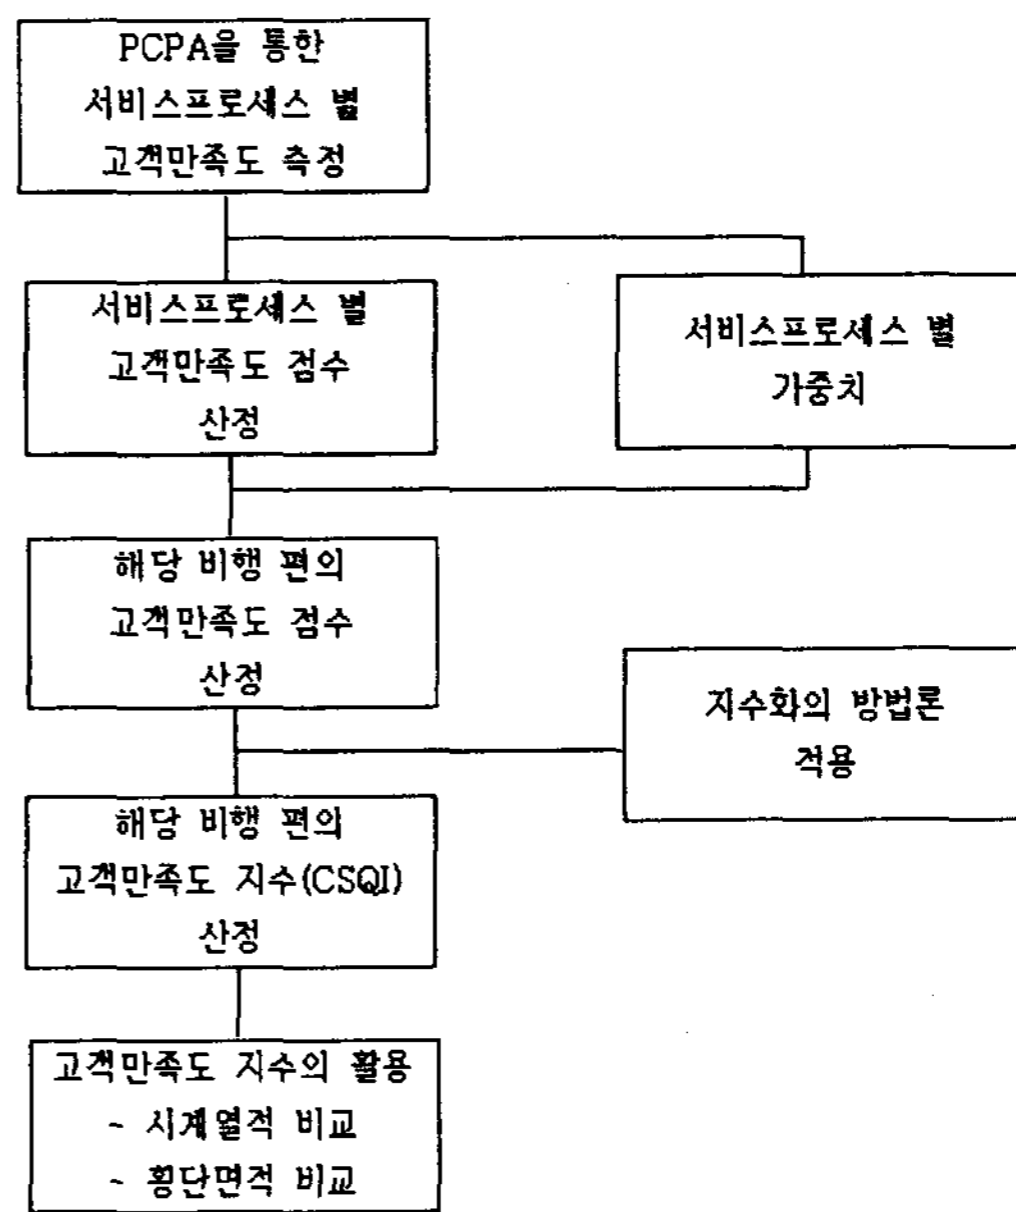 PCPA을 통한
서비스프로세스 별
고객만족도 측정
서비스프로세스 별
고객만족도 점수
산정
서비스프로세스 별
가중치
해당 비행 편의
고객만족도 점수
산정
지수화의 방법론
적용
해당 비행 편의
고객만족도 지수(CSQI)
산정
고객만족도 지수의 활용
- 시계열적 비교
- 횡단면적 비교